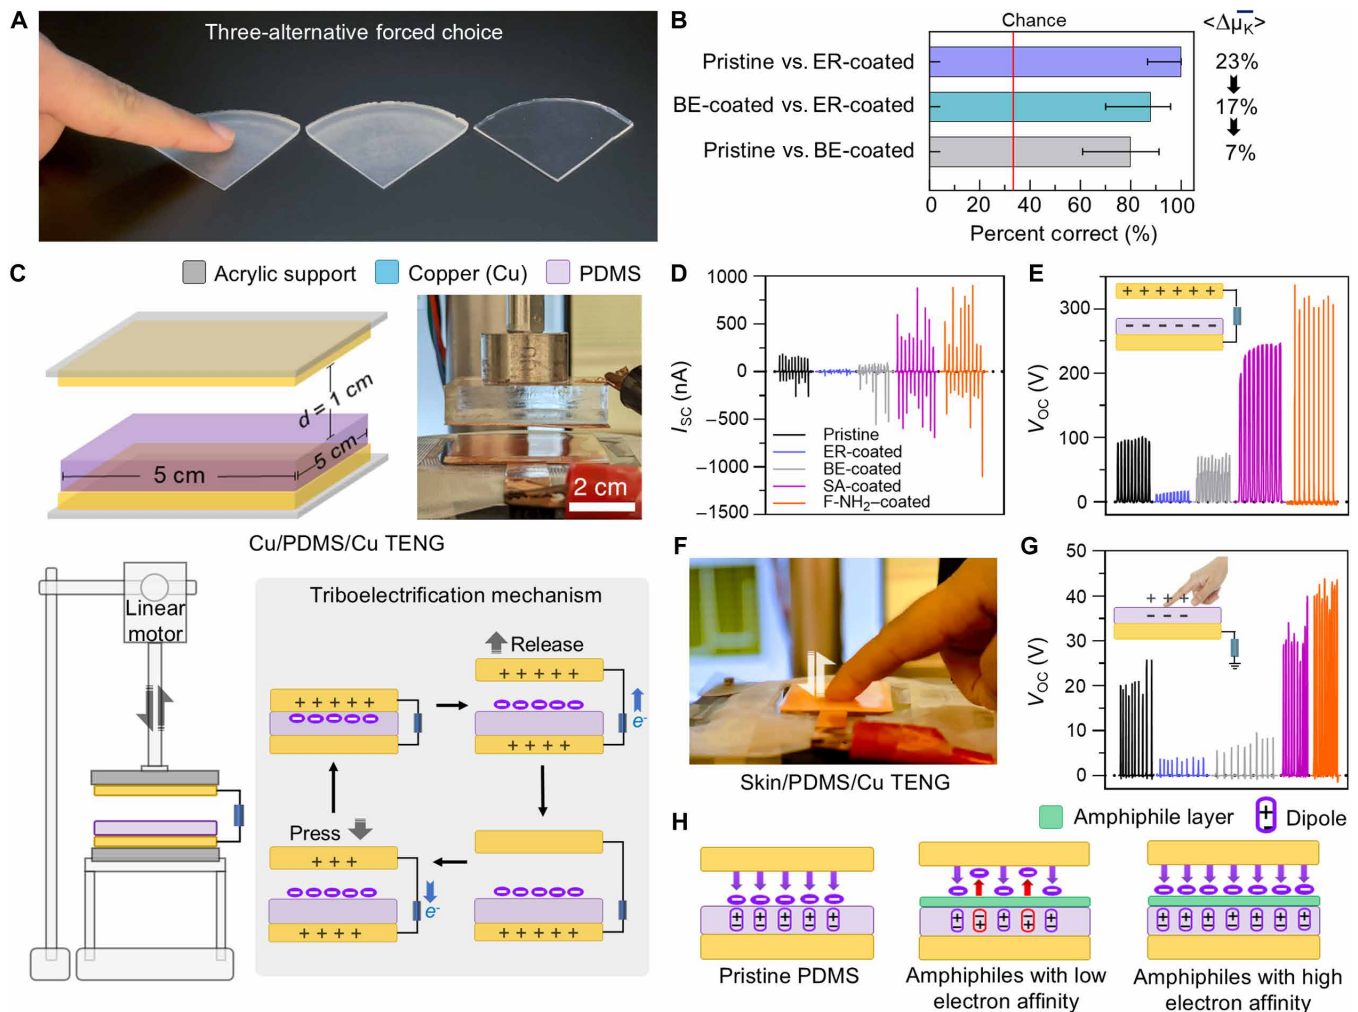 A
Three-alternative forced choice
B
Chance
<Δμ̅K>
Pristine vs. ER-coated
23%
BE-coated vs. ER-coated
17%
Pristine vs. BE-coated
7%
0 20 40 60 80 100
Percent correct (%)
C
Acrylic support
Copper (Cu)
PDMS
d = 1 cm
5 cm
5 cm
2 cm
Cu/PDMS/Cu TENG
Linear
motor
Triboelectrification mechanism
Release
+ + + + +
+ + + + +
e-
+ + + +
Press
+ + +
e-
+ + + +
+ + + + +
D
1000
500
0
−500
−1000
−1500
ISC (nA)
Pristine
ER-coated
BE-coated
SA-coated
F-NH2–coated
E
300
200
100
0
VOC (V)
+ + + + + +
- - - - - -
F
Skin/PDMS/Cu TENG
G
50
40
30
20
10
0
VOC (V)
+ + +
- - -
H
Amphiphile layer
Dipole
Pristine PDMS
Amphiphiles with low
electron affinity
Amphiphiles with high
electron affinity